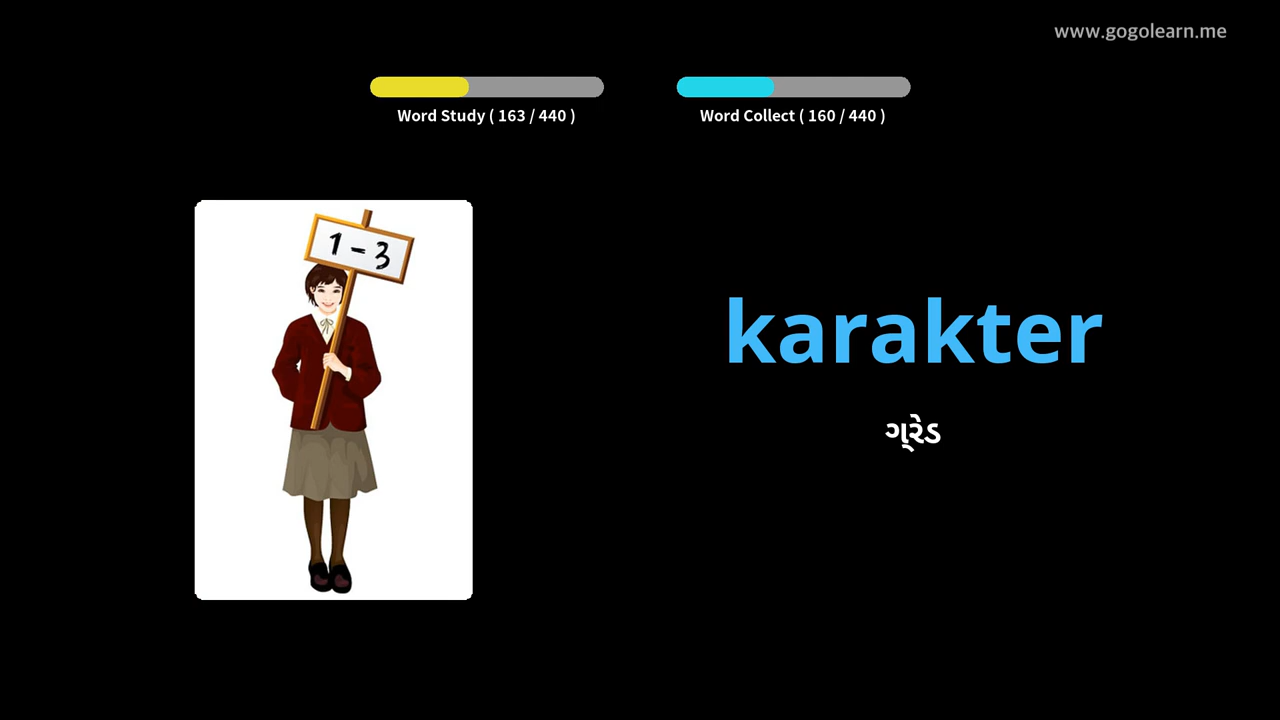 www.gogolearn.me
Word Study ( 163 / 440 )
Word Collect ( 160 / 440 )
1 - 3
karakter
ગ્રેડ